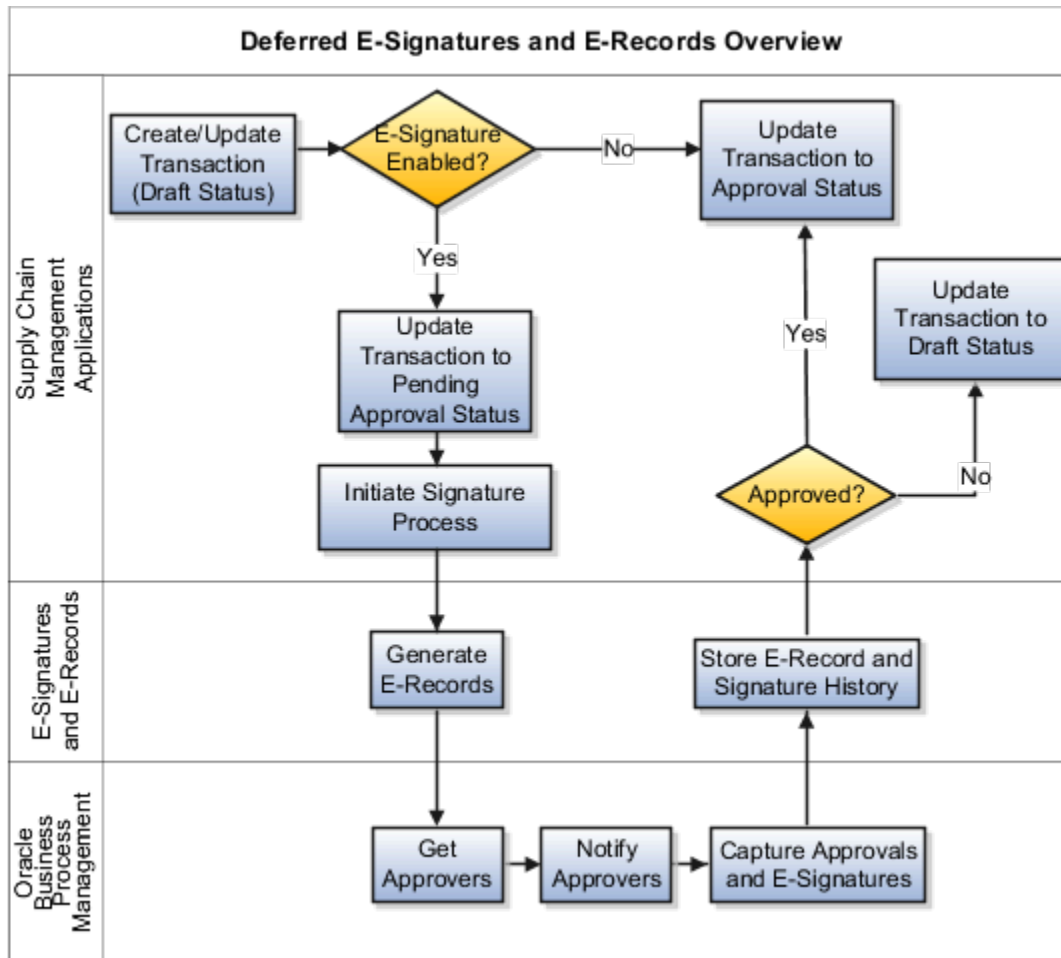 Deferred E-Signatures and E-Records Overview
Supply Chain
Management
Applications
Create/Update
Transaction
(Draft Status)
E-Signature
Enabled?
No
Update
Transaction to
Approval Status
Yes
Update
Transaction to
Pending
Approval Status
Yes
Update
Transaction to
Draft Status
Initiate Signature
Process
Approved?
No
E-Signatures
and E-Records
Generate
E-Records
Store E-Record and
Signature History
Oracle
Business
Process
Management
Get
Approvers
Notify
Approvers
Capture Approvals
and E-Signatures